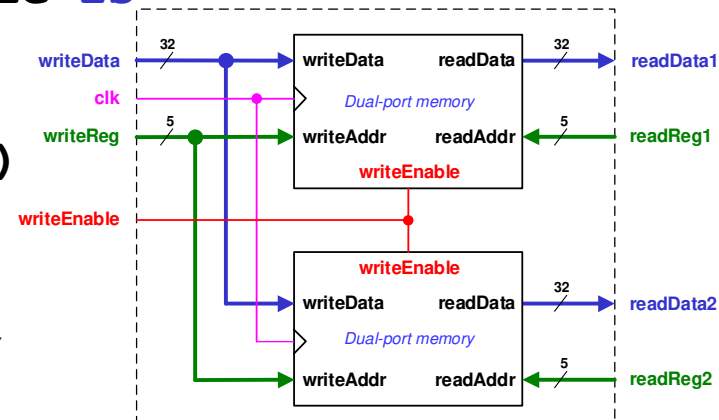 writeData
32
writeData
readData
32
readData1
clk
Dual-port memory
writeReg
5
writeAddr
readAddr
5
readReg1
)
writeEnable
writeEnable
writeEnable
writeData
readData
32
readData2
Dual-port memory
writeAddr
readAddr
5
readReg2